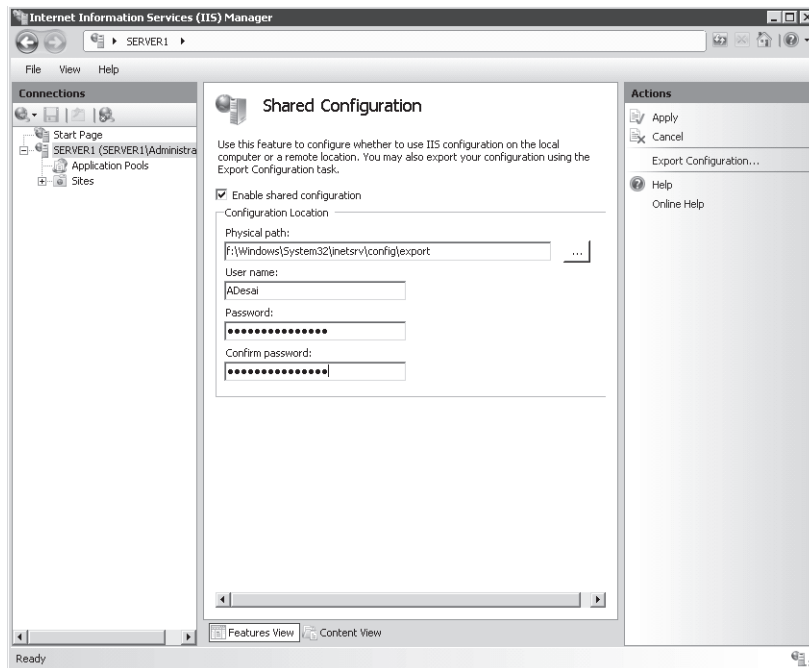 Internet Information Services (IIS) Manager
SERVER1
File View Help
Connections
Start Page
SERVER1 (SERVER1\Administra
Application Pools
Sites
Shared Configuration
Use this feature to configure whether to use IIS configuration on the local
computer or a remote location. You may also export your configuration using the
Export Configuration task.
Enable shared configuration
Configuration Location
Physical path:
f:\Windows\System32\inetsrv\config\export
...
User name:
ADesai
Password:
●●●●●●●●●●●●●●●
Confirm password:
●●●●●●●●●●●●●●●
Features View Content View
Actions
Apply
Cancel
Export Configuration...
Help
Online Help
Ready